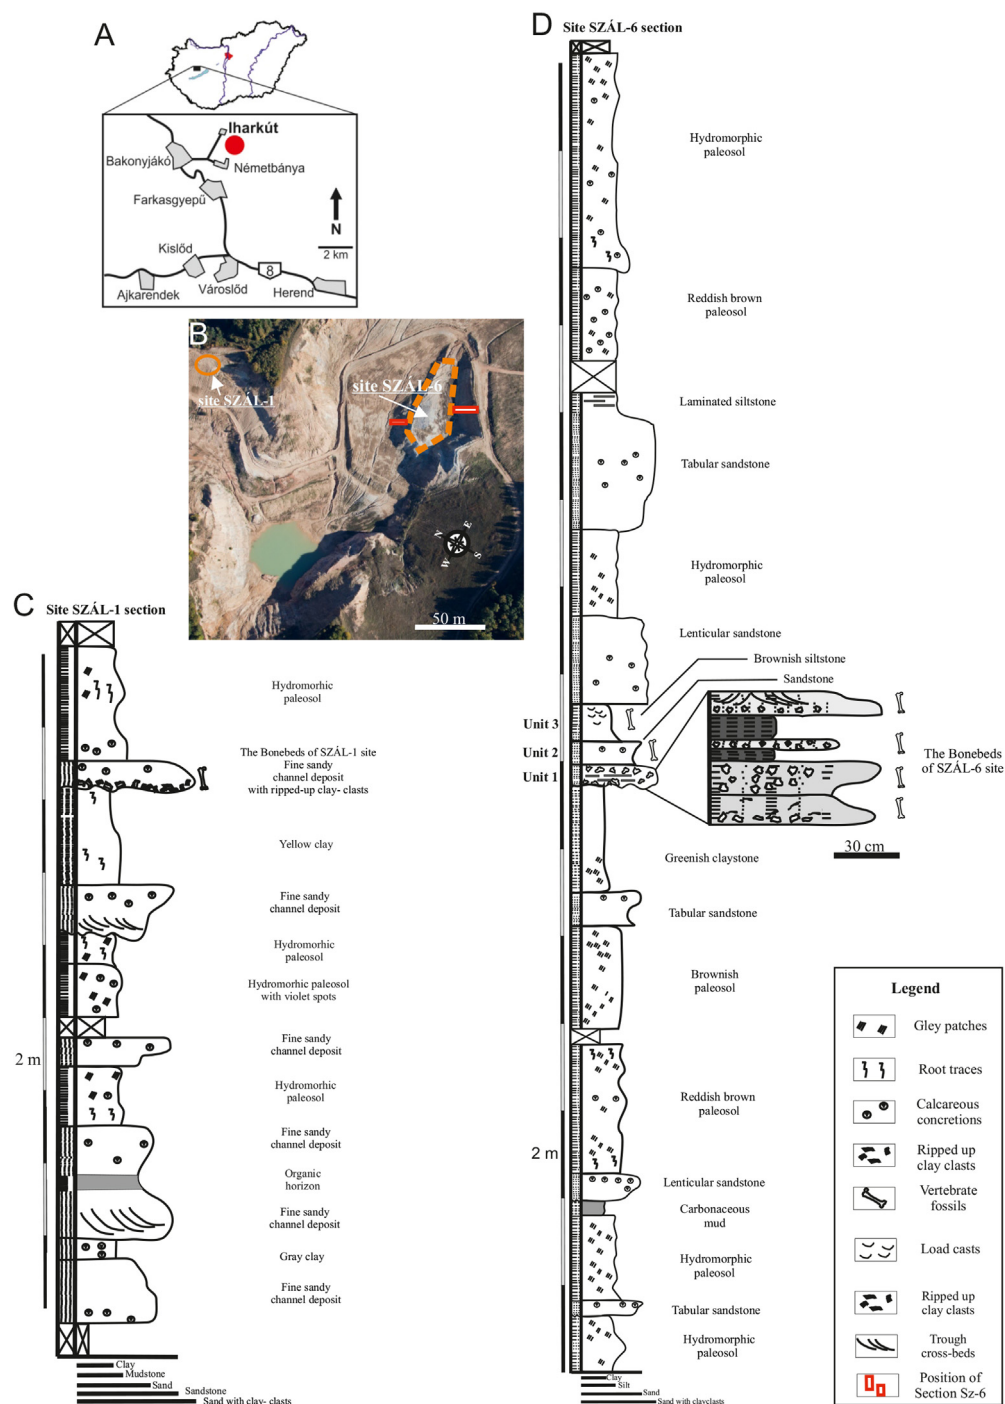 A
Iharkút
Bakonyjákó
Németbánya
Farkasgyepű
N
Kislőd
2 km
8
Ajkarendek
Városlőd
Herend
B
site SZÁL-1
site SZÁL-6
N
E
W
S
50 m
C
Site SZÁL-1 section
Hydromorhic
paleosol
The Bonebeds of SZÁL-1 site
Fine sandy
channel deposit
with ripped-up clay- clasts
Yellow clay
Fine sandy
channel deposit
Hydromorhic
paleosol
Hydromorhic paleosol
with violet spots
2 m
Fine sandy
channel deposit
Hydromorhic
paleosol
Fine sandy
channel deposit
Organic
horizon
Fine sandy
channel deposit
Gray clay
Fine sandy
channel deposit
Clay
Mudstone
Sand
Sandstone
Sand with clay- clasts
D
Site SZÁL-6 section
Hydromorphic
paleosol
Reddish brown
paleosol
Laminated siltstone
Tabular sandstone
Hydromorphic
paleosol
Lenticular sandstone
Brownish siltstone
Sandstone
Unit 3
Unit 2
Unit 1
The Bonebeds
of SZÁL-6 site
30 cm
Greenish claystone
Tabular sandstone
Brownish
paleosol
Reddish brown
paleosol
2 m
Lenticular sandstone
Carbonaceous
mud
Hydromorphic
paleosol
Tabular sandstone
Hydromorphic
paleosol
Clay
Silt
Sand
Sand with clayclasts
Legend
Gley patches
Root traces
Calcareous
concretions
Ripped up
clay clasts
Vertebrate
fossils
Load casts
Ripped up
clay clasts
Trough
cross-beds
Position of
Section Sz-6